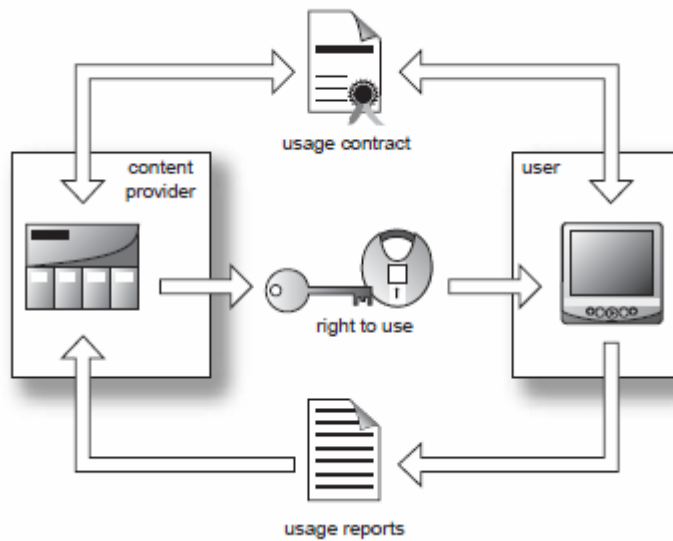 usage contract
content
provider
user
right to use
usage reports